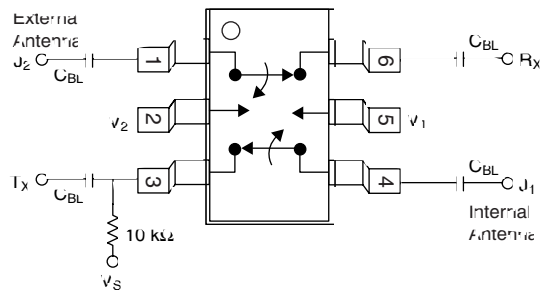 External
Antenna
J2
CBL
1
6
CBL
RX
V2
2
5
V1
TX
CBL
3
4
CBL
J1
10 kΩ
Internal
Antenna
VS